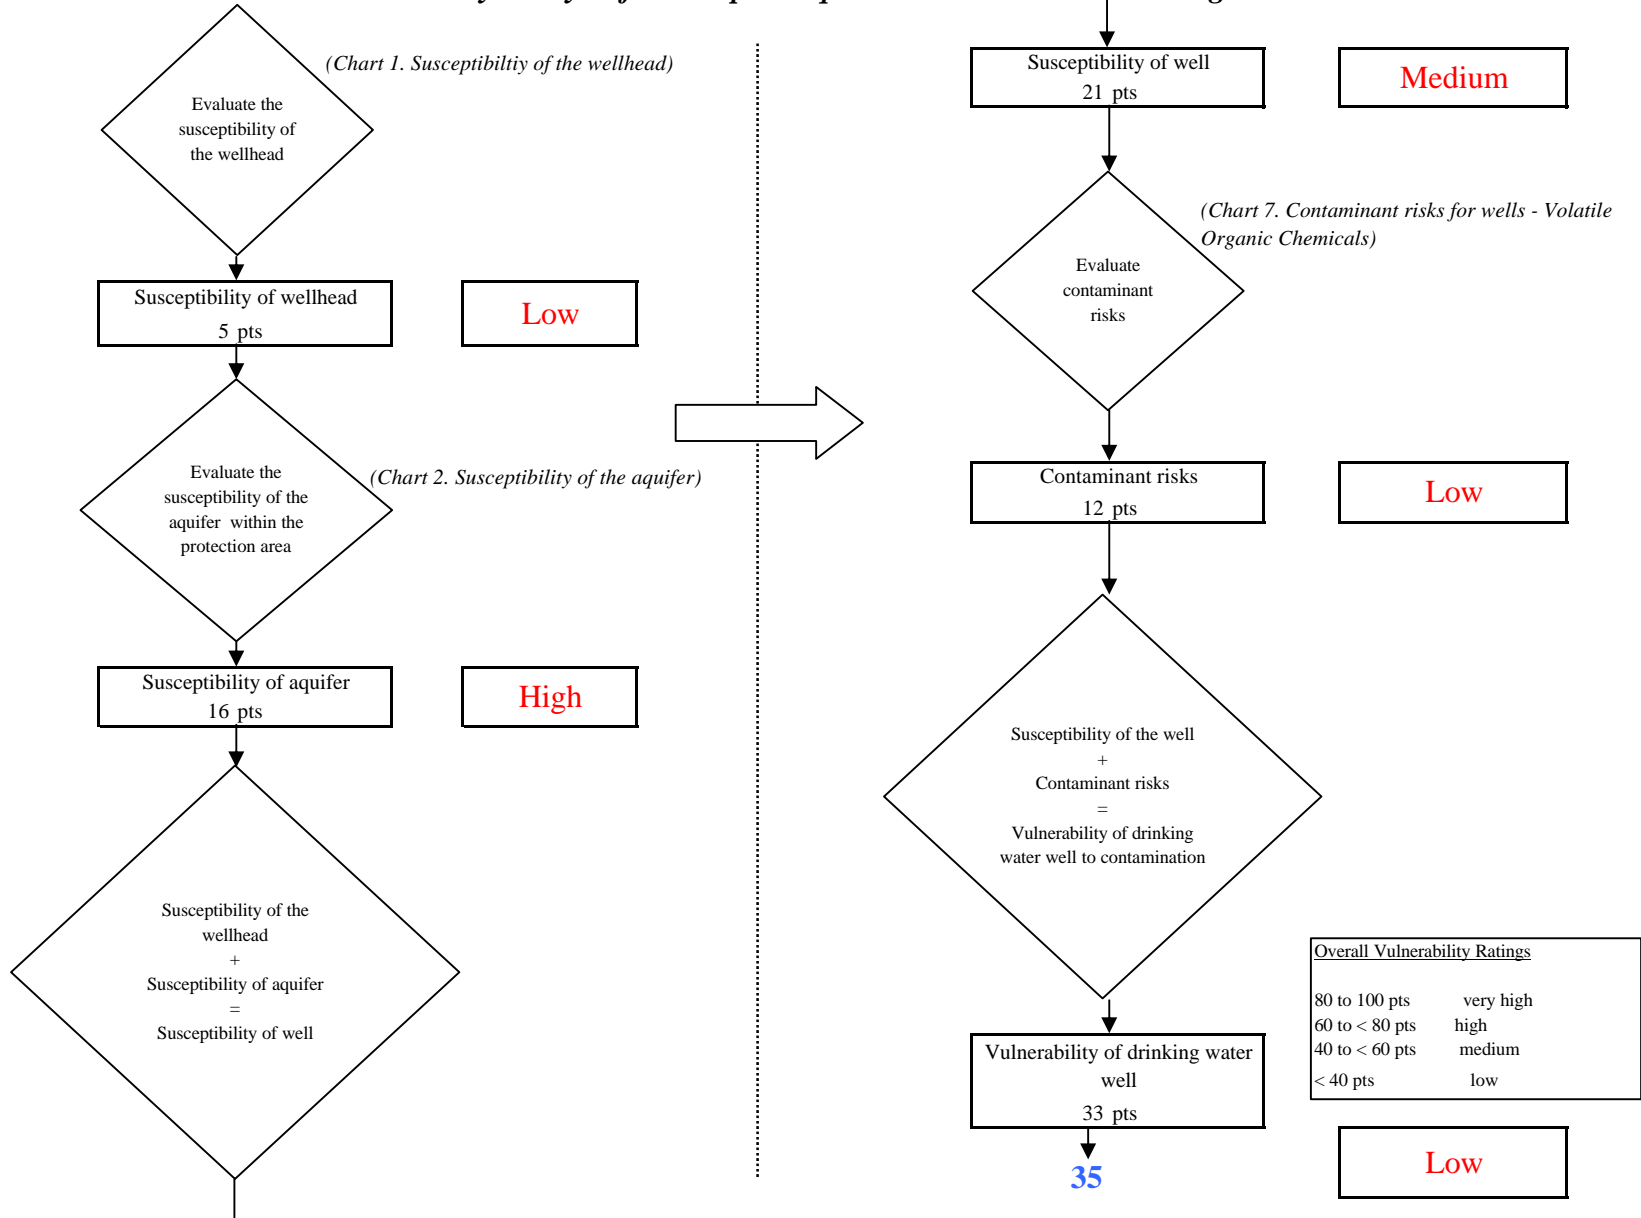 (Chart 1. Susceptibiltiy of the wellhead)
Evaluate the
susceptibility of
the wellhead
Susceptibility of wellhead
5 pts
Low
Evaluate the
susceptibility of the
aquifer within the
protection area
(Chart 2. Susceptibility of the aquifer)
Susceptibility of aquifer
16 pts
High
Susceptibility of the
wellhead
+
Susceptibility of aquifer
=
Susceptibility of well
Susceptibility of well
21 pts
Medium
(Chart 7. Contaminant risks for wells - Volatile
Organic Chemicals)
Evaluate
contaminant
risks
Contaminant risks
12 pts
Low
Susceptibility of the well
+
Contaminant risks
=
Vulnerability of drinking
water well to contamination
Overall Vulnerability Ratings
80 to 100 pts very high
60 to < 80 pts high
40 to < 60 pts medium
< 40 pts low
Vulnerability of drinking water
well
33 pts
35
Low